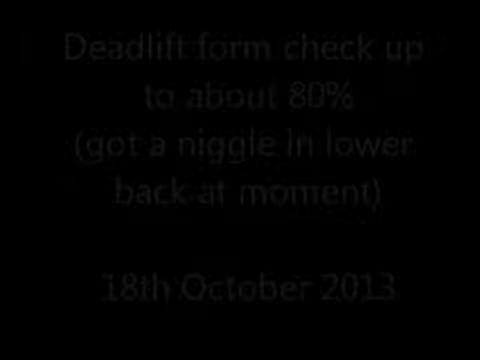 Deadlift form check up
to about 80%
(got a niggle in lower
back at moment)
18th October 2013